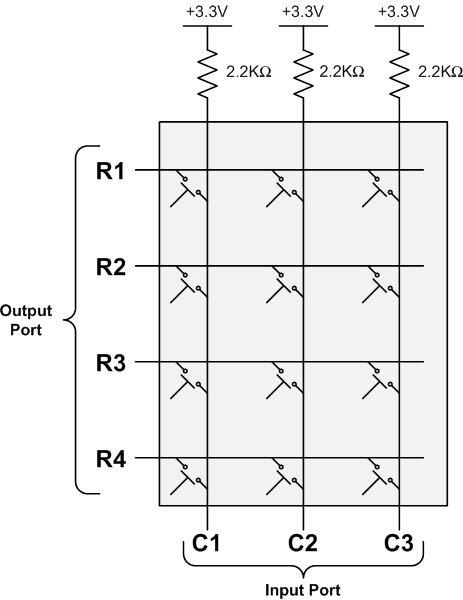 +3.3V +3.3V +3.3V
2.2KΩ 2.2KΩ 2.2KΩ
R1
R2
Output
Port
R3
R4
C1 C2 C3
Input Port